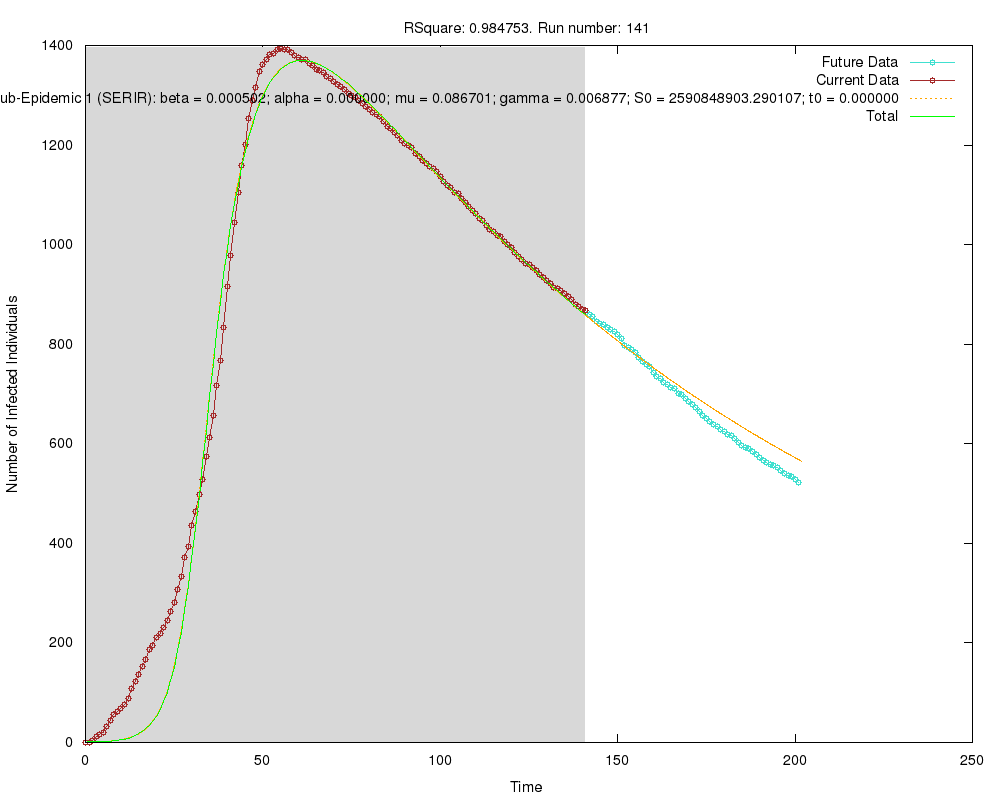 RSquare: 0.984753. Run number: 141
1400
1200
1000
800
600
400
200
0
0 50 100 150 200 250
Number of Infected Individuals
Time
Future Data
Current Data
ub-Epidemic 1 (SERIR): beta = 0.000502; alpha = 0.000000; mu = 0.086701; gamma = 0.006877; S0 = 2590848903.290107; t0 = 0.000000
Total